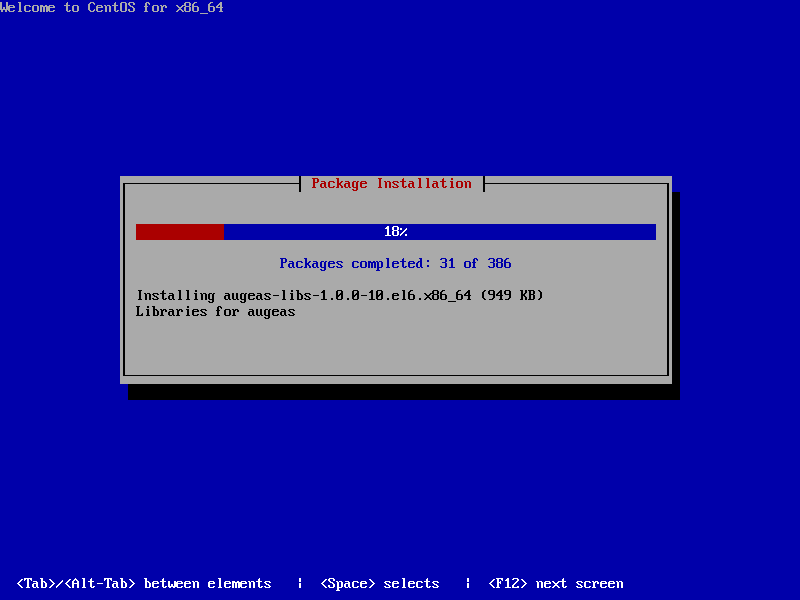 Welcome to CentOS for x86_64
Package Installation
18%
Packages completed: 31 of 386
Installing augeas-libs-1.0.0-10.el6.x86_64 (949 KB)
Libraries for augeas
<Tab>/<Alt-Tab> between elements   |  <Space> selects   |  <F12> next screen